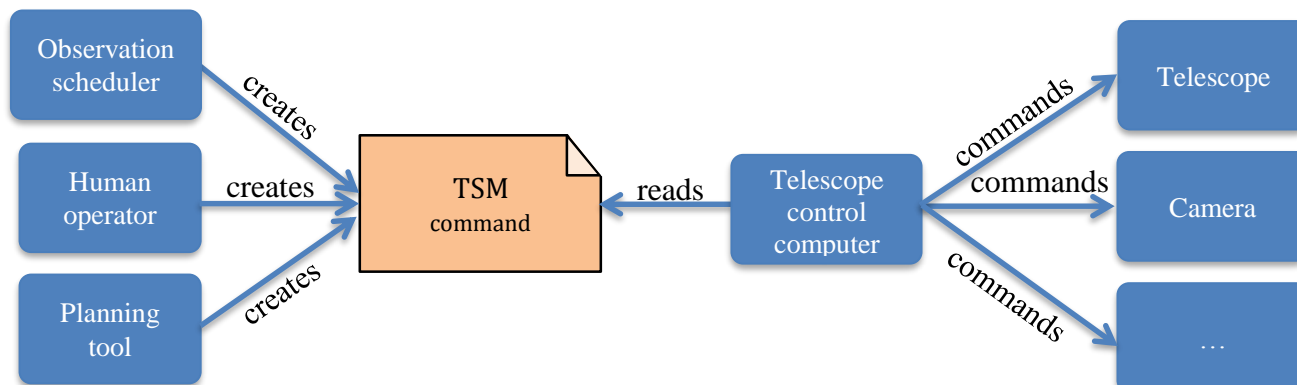 Observation
scheduler
creates
Human
operator
creates
Planning
tool
creates
TSM
command
reads
Telescope
control
computer
commands
Telescope
commands
Camera
commands
…